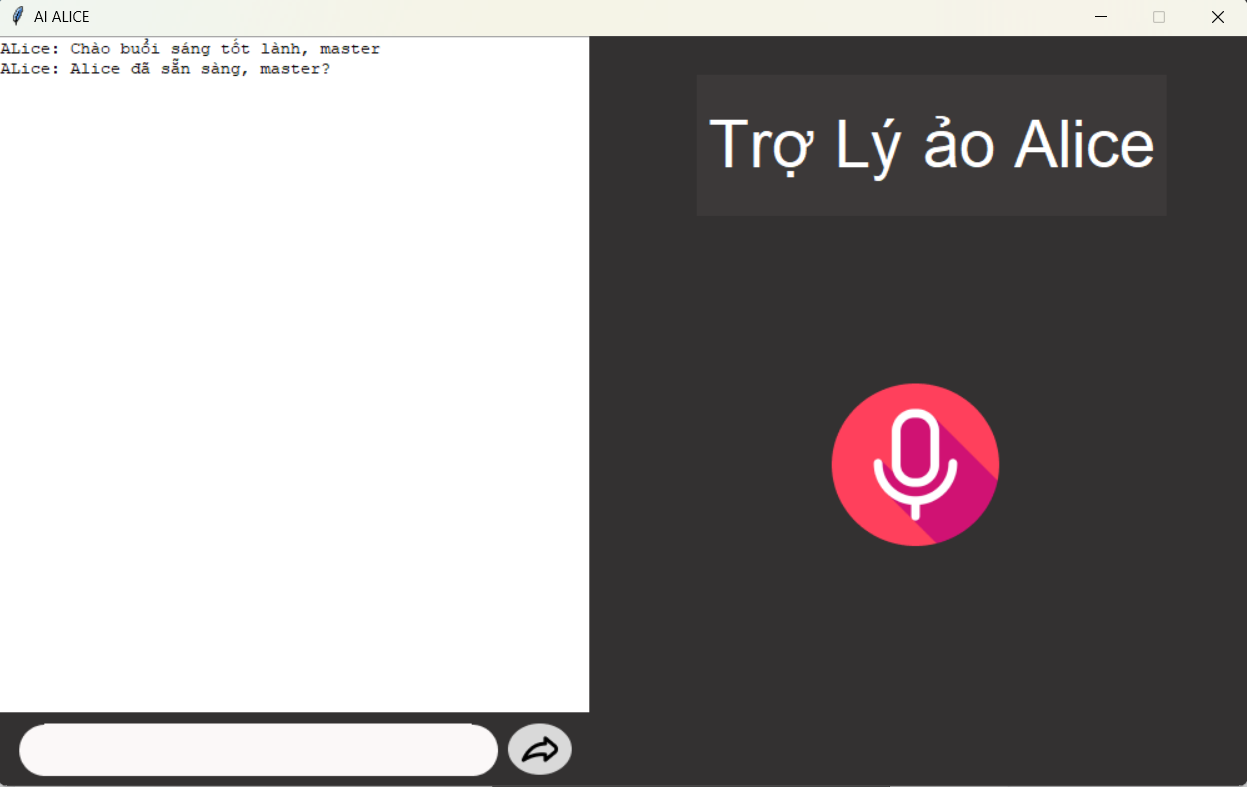 AI ALICE
ALice: Chào buổi sáng tốt lành, master
ALice: Alice đã sẵn sàng, master?
Trợ Lý ảo Alice